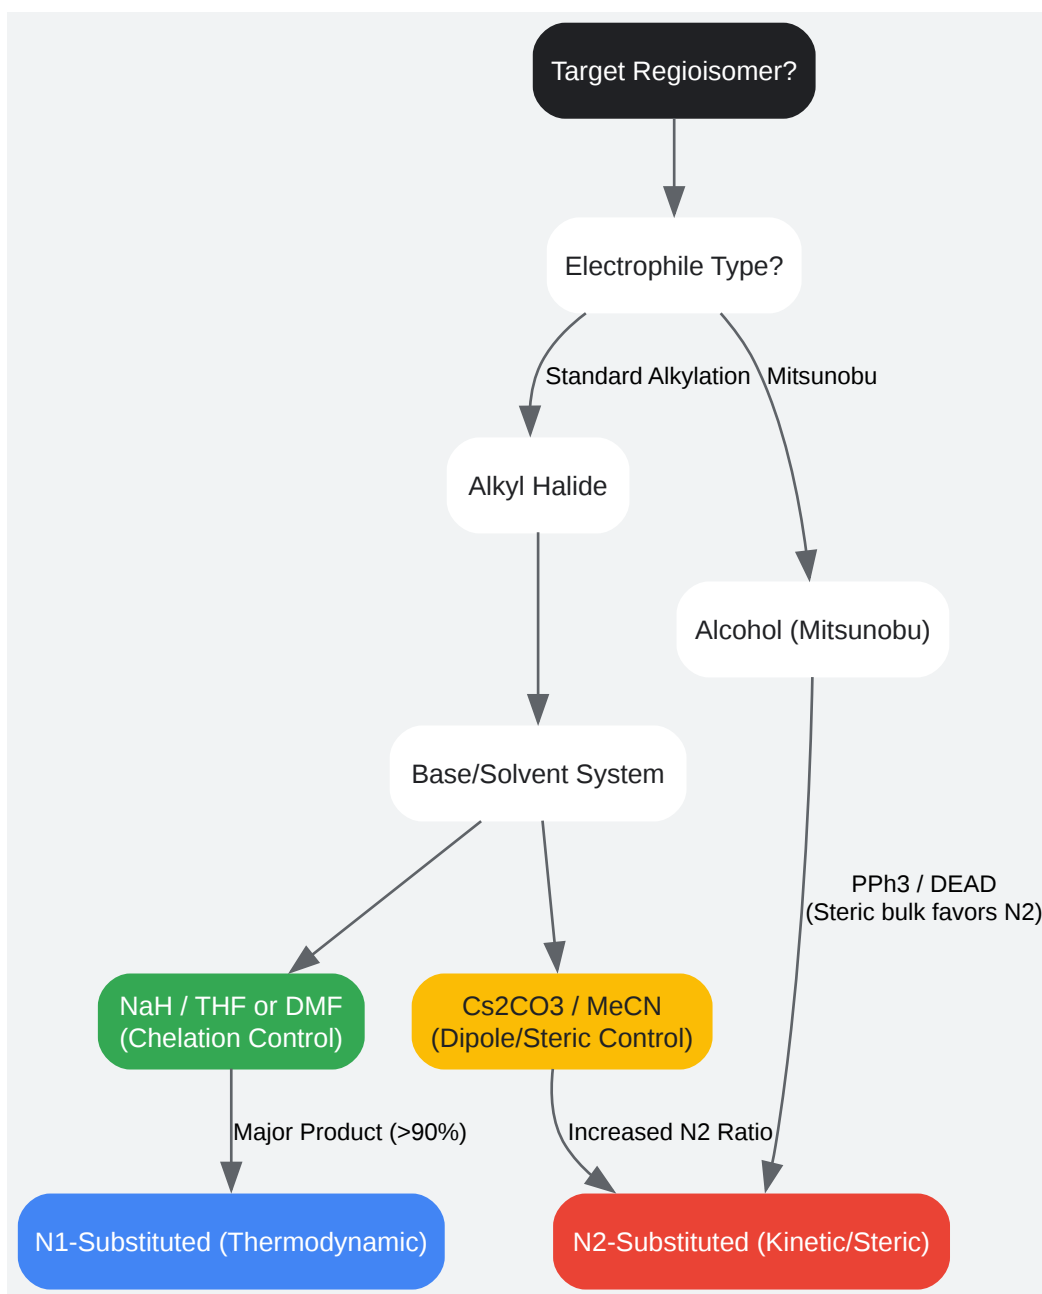 Target Regioisomer?
Electrophile Type?
Standard Alkylation
Mitsunobu
Alkyl Halide
Alcohol (Mitsunobu)
Base/Solvent System
PPh3 / DEAD
(Steric bulk favors N2)
NaH / THF or DMF
(Chelation Control)
Cs2CO3 / MeCN
(Dipole/Steric Control)
Major Product (>90%)
Increased N2 Ratio
N1-Substituted (Thermodynamic)
N2-Substituted (Kinetic/Steric)